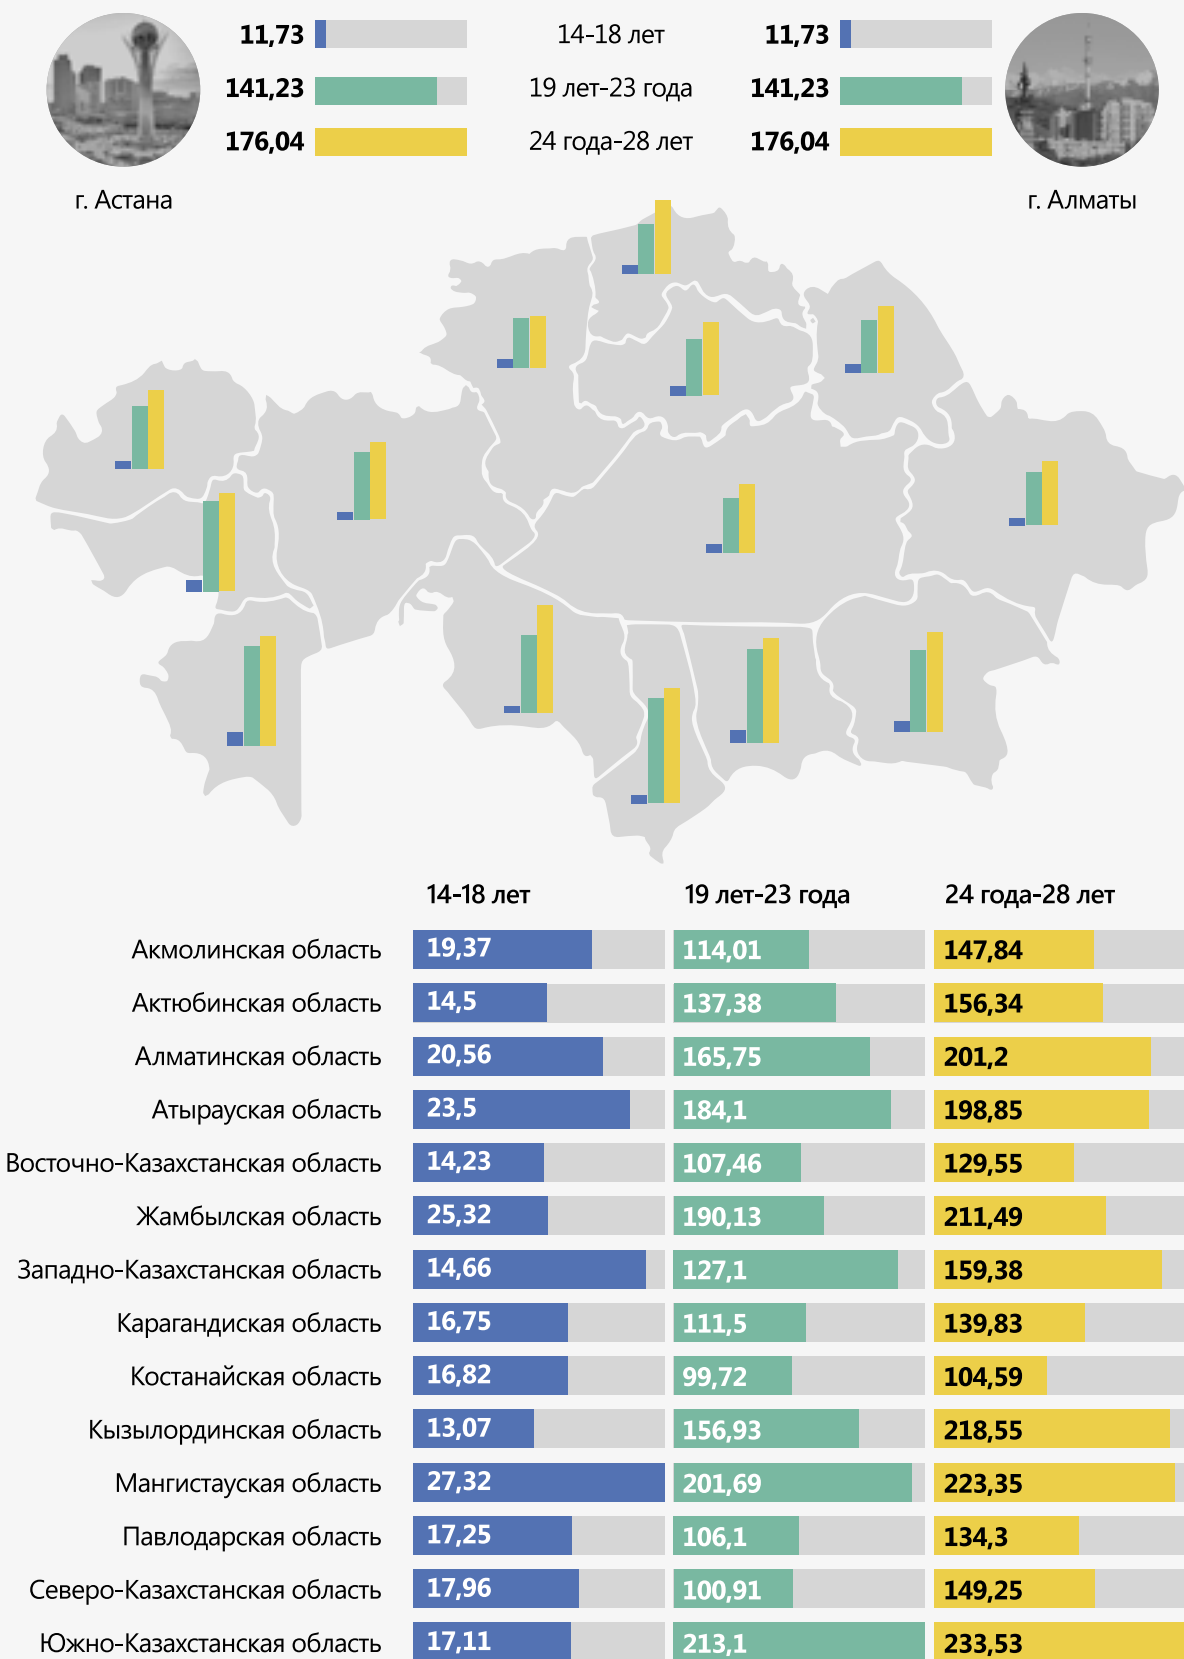 11,73 14-18 лет 11,73
141,23 19 лет-23 года 141,23
176,04 24 года-28 лет 176,04
г. Астана г. Алматы
14-18 лет 19 лет-23 года 24 года-28 лет
Акмолинская область 19,37 114,01 147,84
Актюбинская область 14,5 137,38 156,34
Алматинская область 20,56 165,75 201,2
Атырауская область 23,5 184,1 198,85
Восточно-Казахстанская область 14,23 107,46 129,55
Жамбылская область 25,32 190,13 211,49
Западно-Казахстанская область 14,66 127,1 159,38
Карагандиская область 16,75 111,5 139,83
Костанайская область 16,82 99,72 104,59
Кызылординская область 13,07 156,93 218,55
Мангистауская область 27,32 201,69 223,35
Павлодарская область 17,25 106,1 134,3
Северо-Казахстанская область 17,96 100,91 149,25
Южно-Казахстанская область 17,11 213,1 233,53